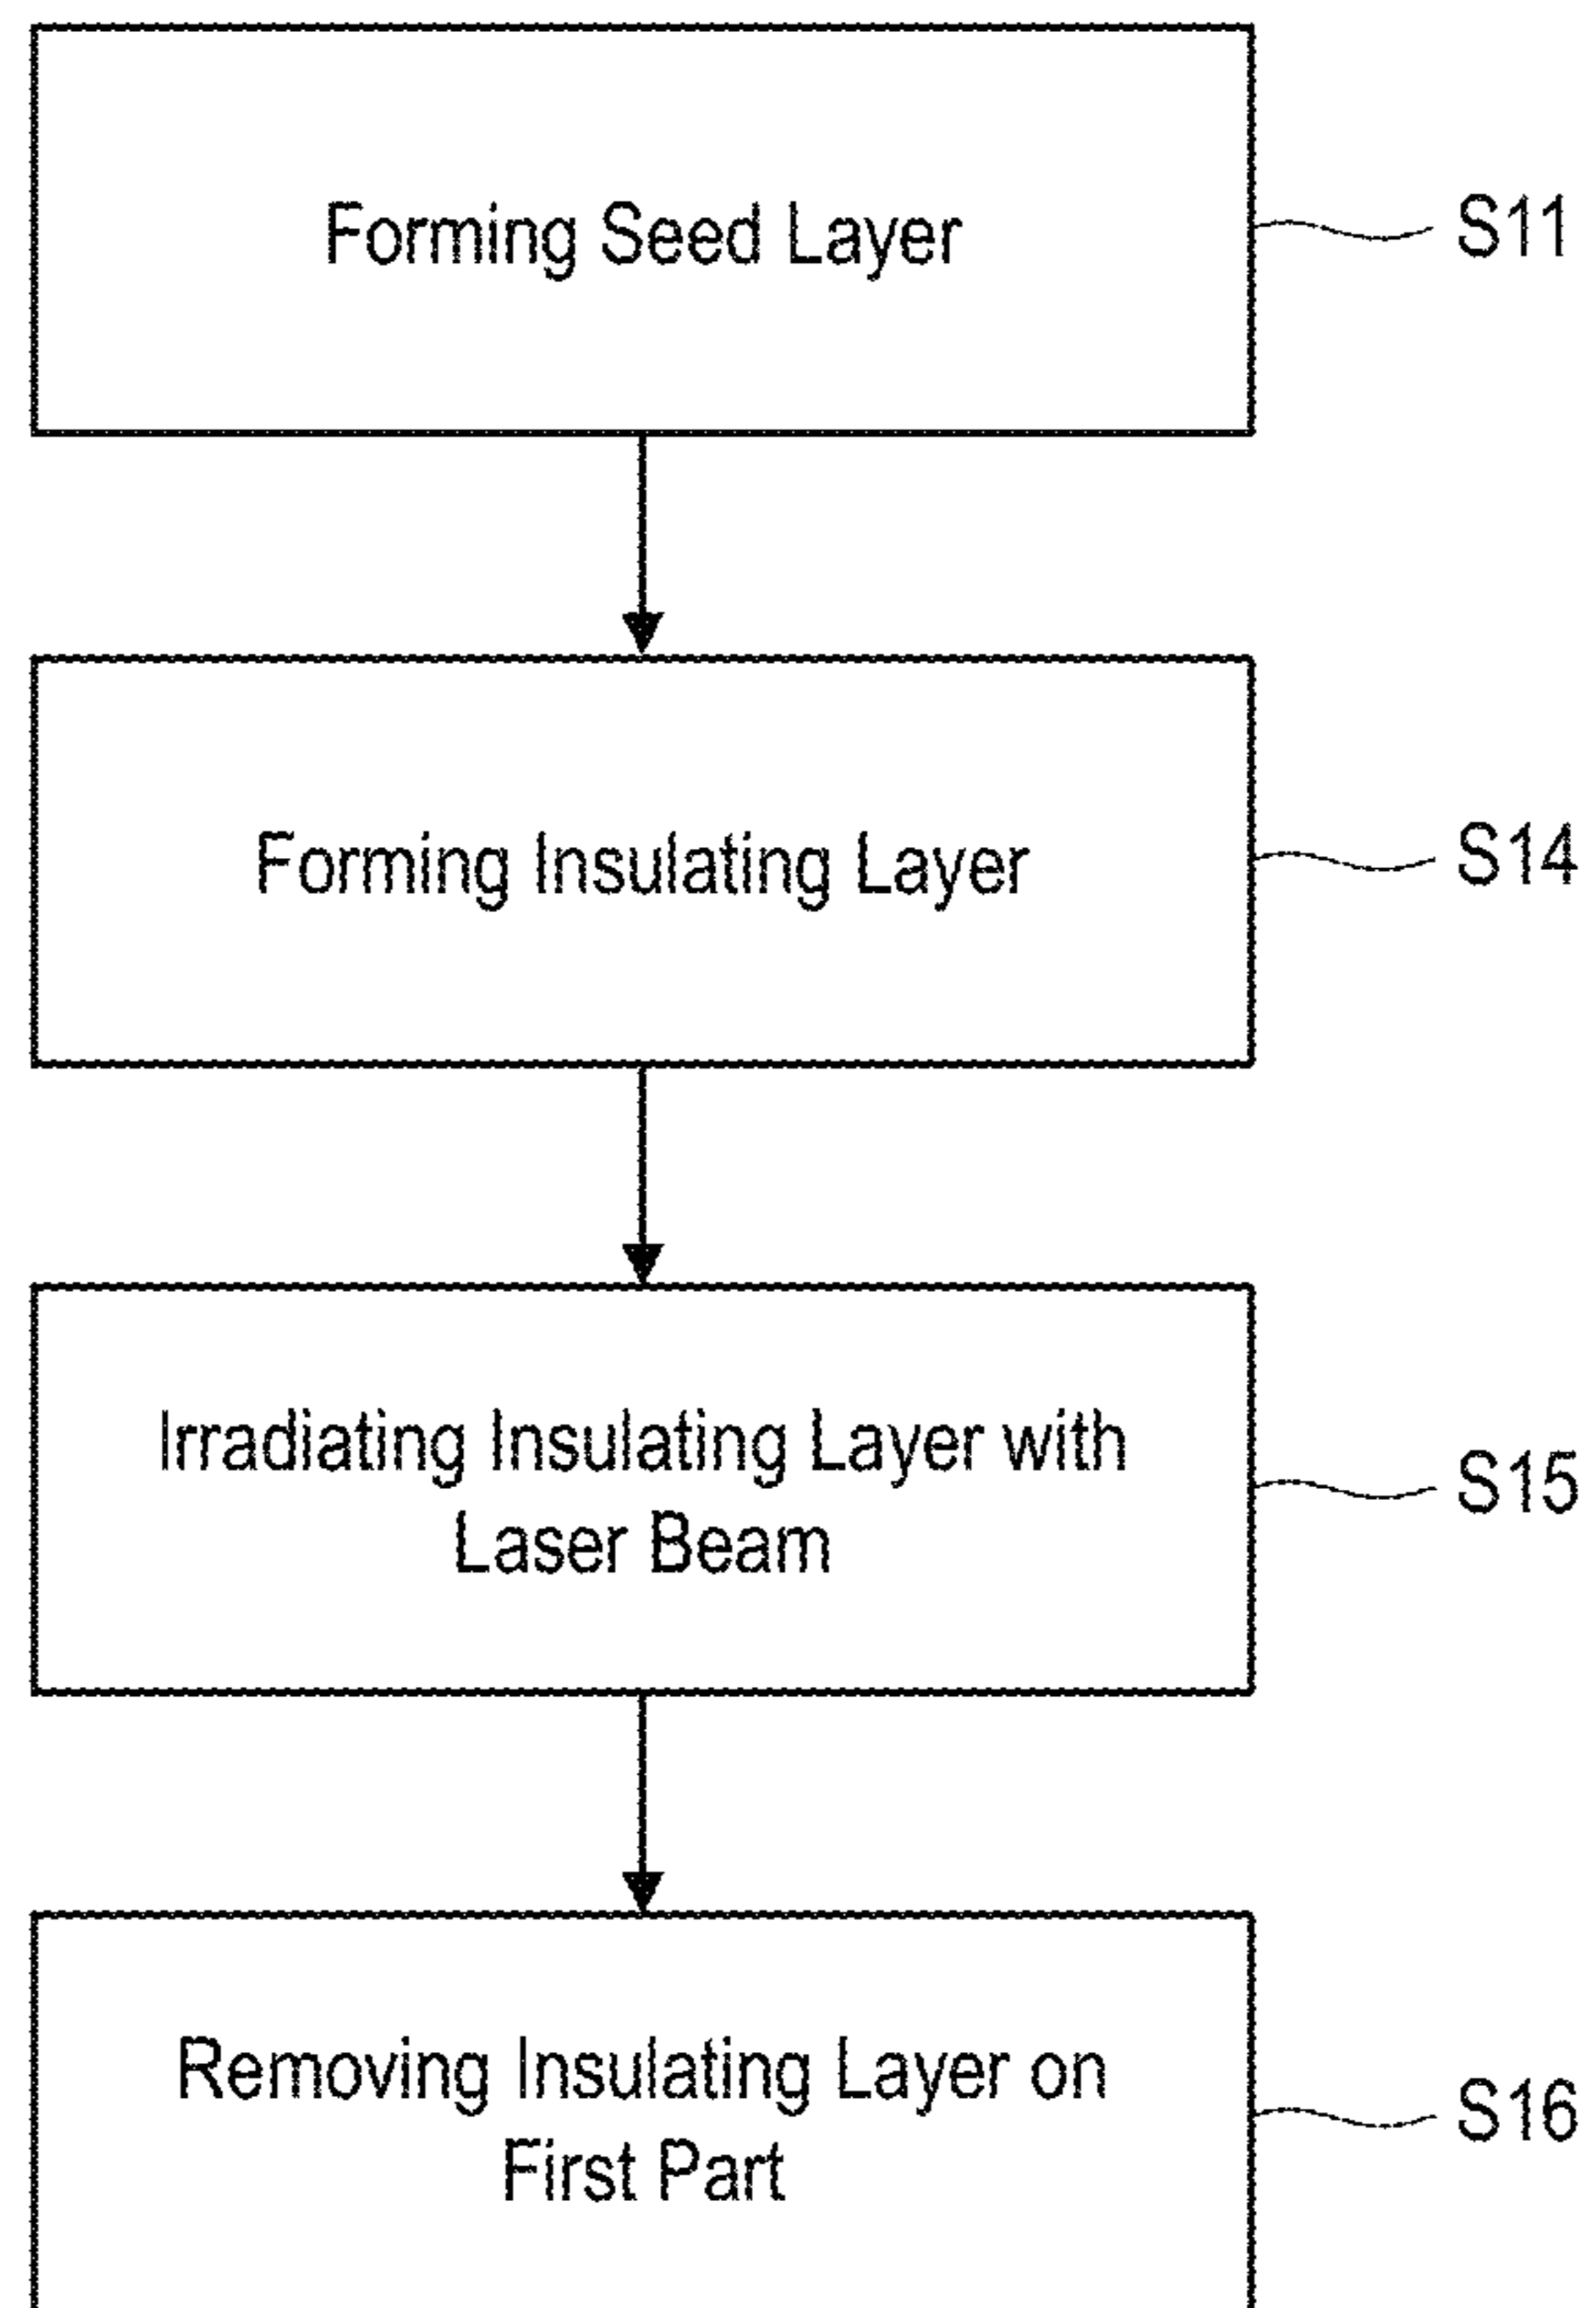 Forming Seed Layer
S11
Forming Insulating Layer
S14
Irradiating Insulating Layer with
Laser Beam
S15
Removing Insulating Layer on
First Part
S16